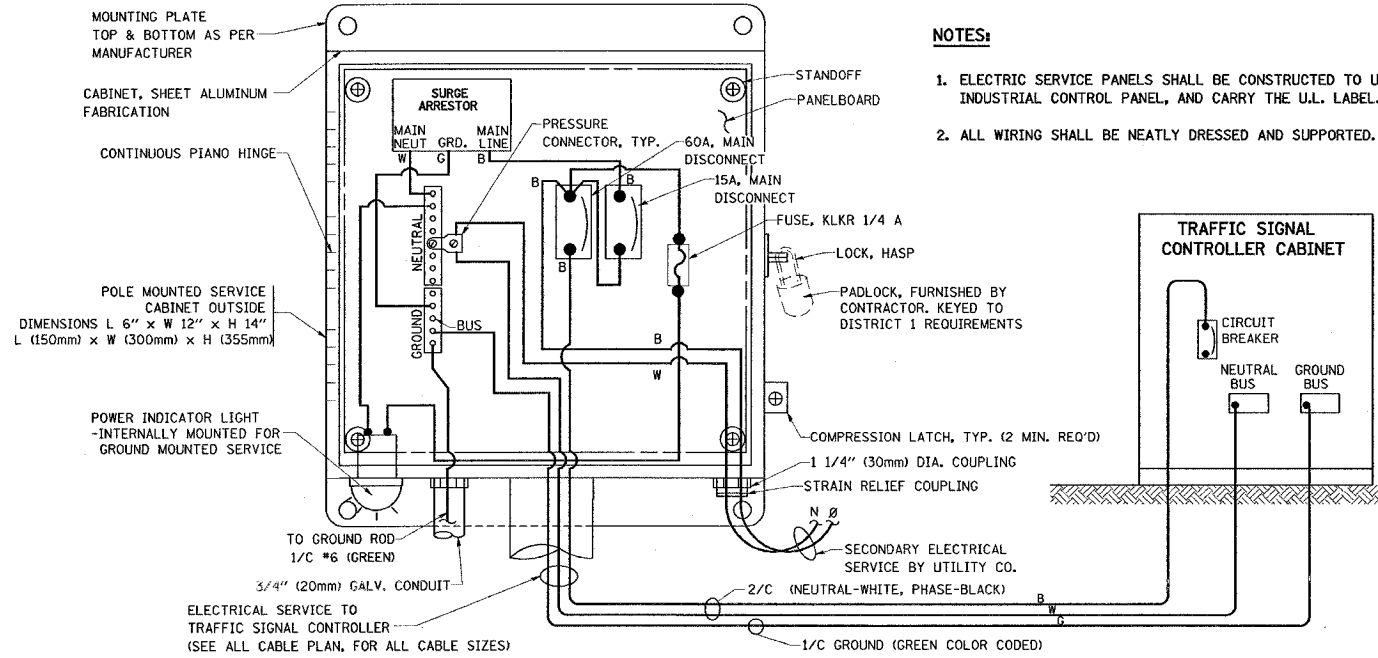 MOUNTING PLATE
TOP & BOTTOM AS PER
MANUFACTURER
CABINET, SHEET ALUMINUM
FABRICATION
CONTINUOUS PIANO HINGE
POLE MOUNTED SERVICE
CABINET OUTSIDE
DIMENSIONS L 6" x W 12" x H 14"
L (150mm) x W (300mm) x H (355mm)
POWER INDICATOR LIGHT
-INTERNALLY MOUNTED FOR
GROUND MOUNTED SERVICE
TO GROUND ROD
1/C #6 (GREEN)
3/4" (20mm) GALV. CONDUIT
ELECTRICAL SERVICE TO
TRAFFIC SIGNAL CONTROLLER
(SEE ALL CABLE PLAN, FOR ALL CABLE SIZES)
SURGE
ARRESTOR
MAIN
NEUT
GRD.
MAIN
LINE
W
G
B
PRESSURE
CONNECTOR, TYP.
NEUTRAL
GROUND
BUS
B
B
B
B
W
STANDOFF
PANELBOARD
60A, MAIN
DISCONNECT
15A, MAIN
DISCONNECT
FUSE, KLKR 1/4 A
LOCK, HASP
PADLOCK, FURNISHED BY
CONTRACTOR. KEYED TO
DISTRICT 1 REQUIREMENTS
COMPRESSION LATCH, TYP. (2 MIN. REQ'D)
1 1/4" (30mm) DIA. COUPLING
STRAIN RELIEF COUPLING
N Ø
SECONDARY ELECTRICAL
SERVICE BY UTILITY CO.
2/C (NEUTRAL-WHITE, PHASE-BLACK)
B
W
G
1/C GROUND (GREEN COLOR CODED)
NOTES:
1. ELECTRIC SERVICE PANELS SHALL BE CONSTRUCTED TO U
INDUSTRIAL CONTROL PANEL, AND CARRY THE U.L. LABEL.
2. ALL WIRING SHALL BE NEATLY DRESSED AND SUPPORTED.
TRAFFIC SIGNAL
CONTROLLER CABINET
CIRCUIT
BREAKER
NEUTRAL
BUS
GROUND
BUS